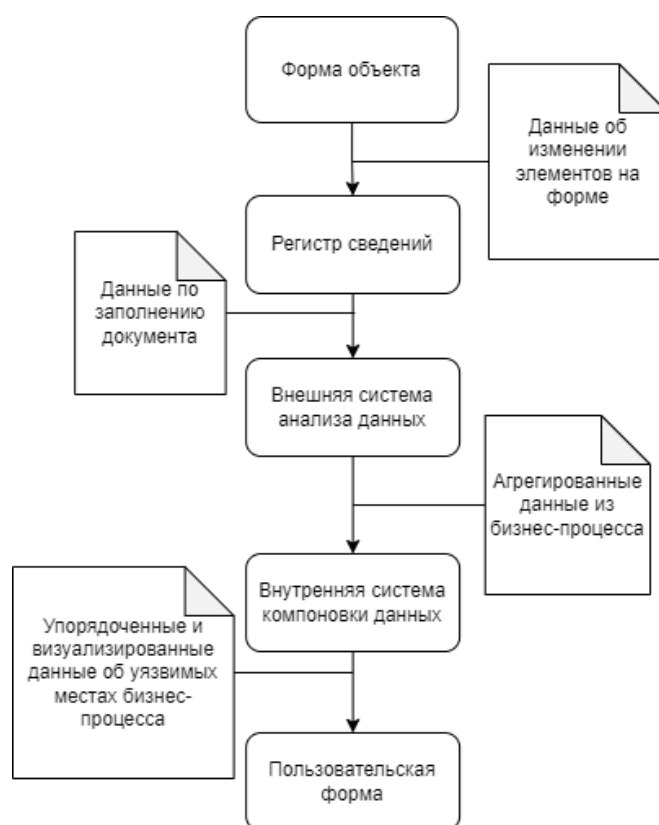 Форма объекта
Данные об
изменении
элементов на
форме
Регистр сведений
Данные по
заполнению
документа
Внешняя система
анализа данных
Агрегированные
данные из
бизнес-процесса
Внутренняя система
компоновки данных
Упорядоченные и
визуализированные
данные об уязвимых
местах бизнес-
процесса
Пользовательская
форма